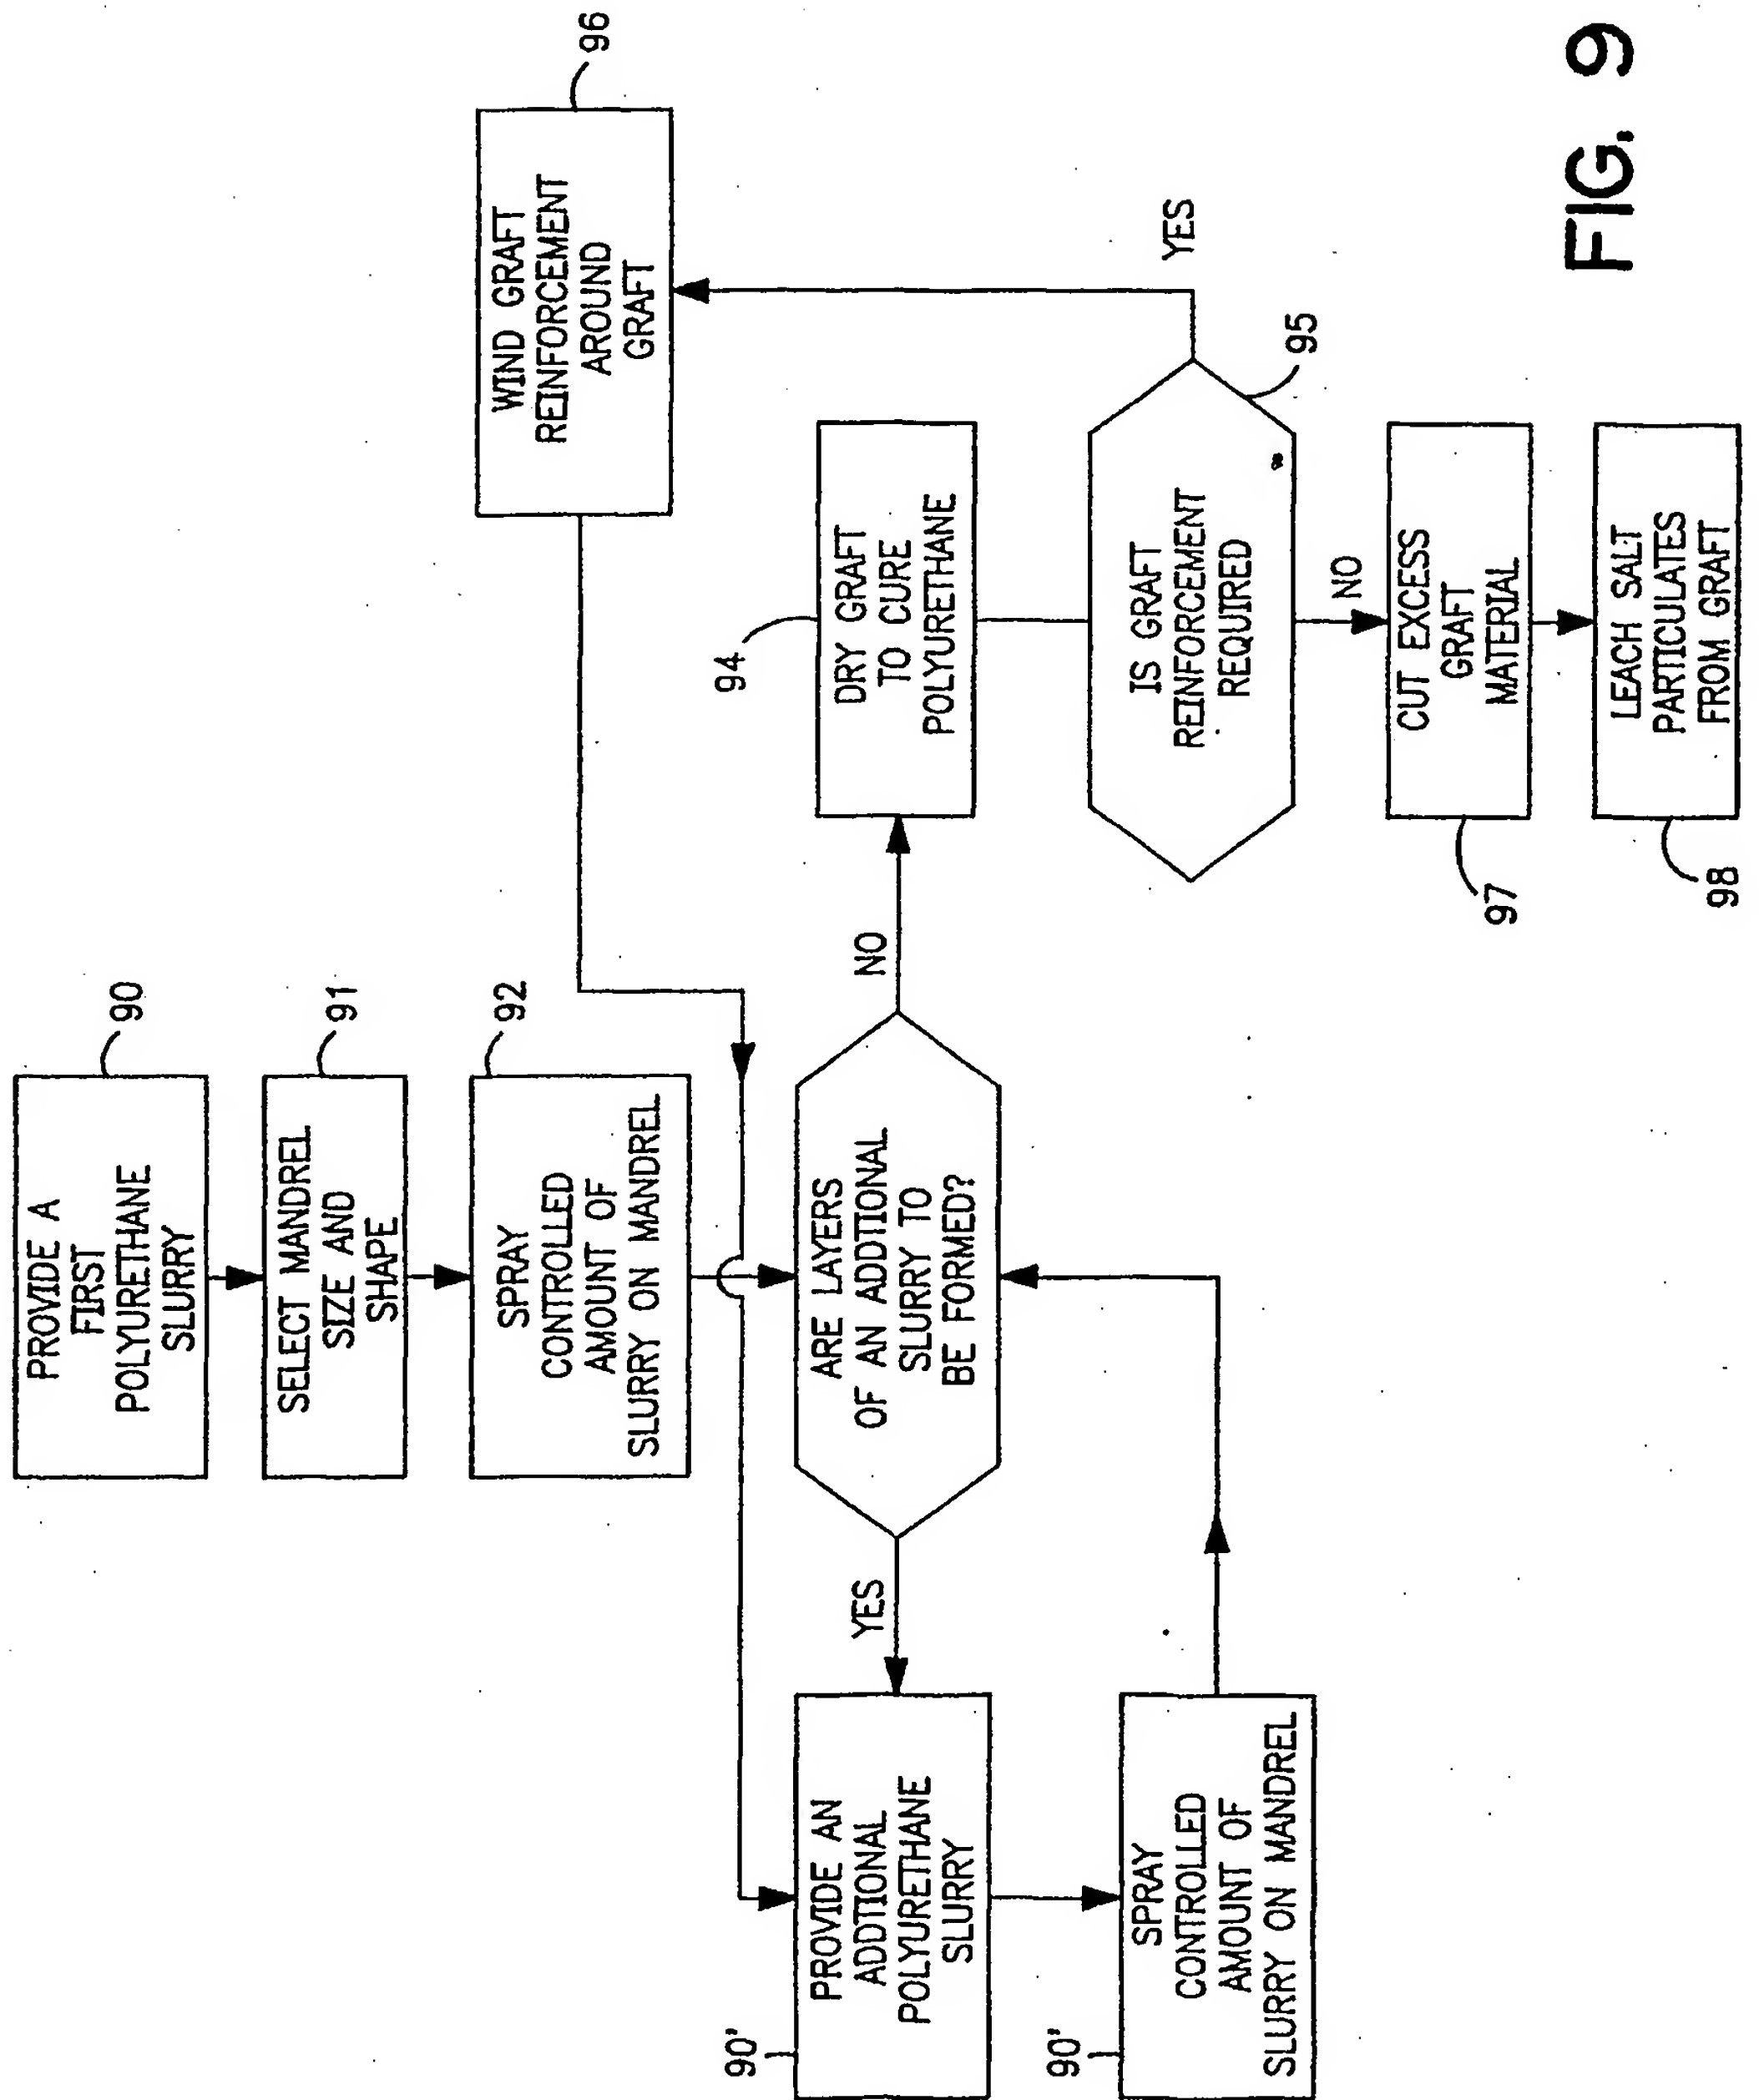 PROVIDE A
FIRST
POLYURETHANE
SLURRY
90
SELECT MANDREL
SIZE AND
SHAPE
91
SPRAY
CONTROLLED
AMOUNT OF
SLURRY ON MANDREL
92
ARE LAYERS
OF AN ADDTIONAL
SLURRY TO
BE FORMED?
YES
NO
PROVIDE AN
ADDTIONAL
POLYURETHANE
SLURRY
90'
SPRAY
CONTROLLED
AMOUNT OF
SLURRY ON MANDREL
90'
DRY GRAFT
TO CURE
POLYURETHANE
94
IS GRAFT
REINFORCEMENT
REQUIRED
95
YES
NO
WIND GRAFT
REINFORCEMENT
AROUND
GRAFT
96
CUT EXCESS
GRAFT
MATERIAL
97
LEACH SALT
PARTICULATES
FROM GRAFT
98
FIG. 9